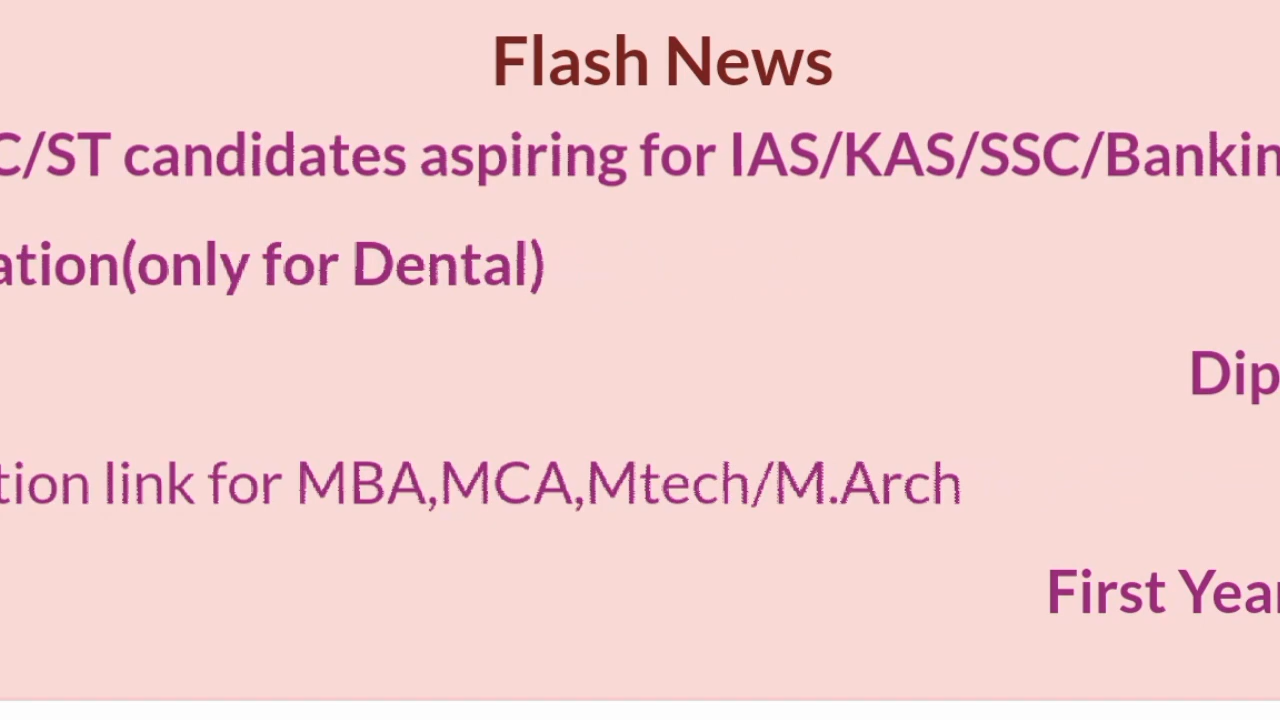 Flash News
C/ST candidates aspiring for IAS/KAS/SSC/Bankin
ation(only for Dental)
Dip
tion link for MBA,MCA,Mtech/M.Arch
First Year